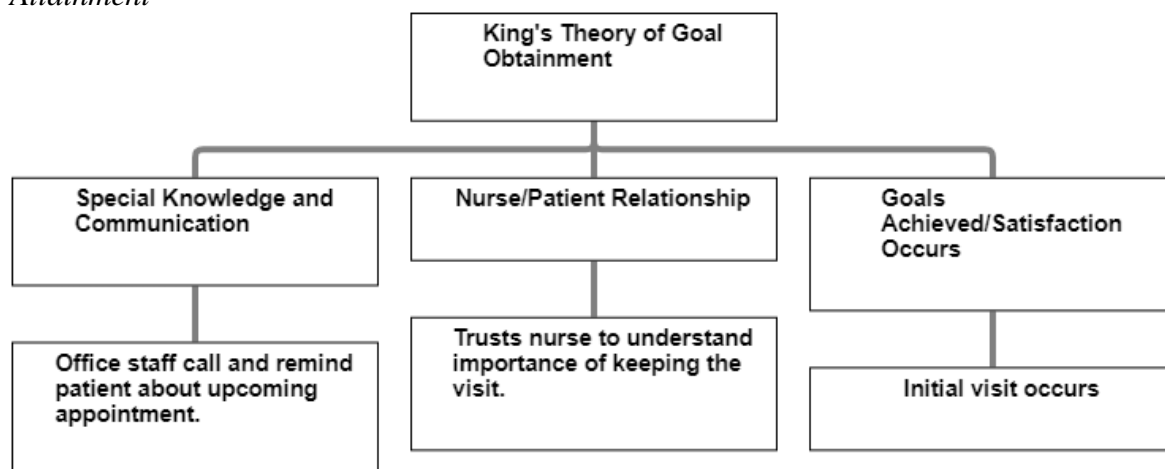 Attainment
King's Theory of Goal
Obtainment
Special Knowledge and
Communication
Nurse/Patient Relationship
Goals
Achieved/Satisfaction
Occurs
Office staff call and remind
patient about upcoming
appointment.
Trusts nurse to understand
importance of keeping the
visit.
Initial visit occurs